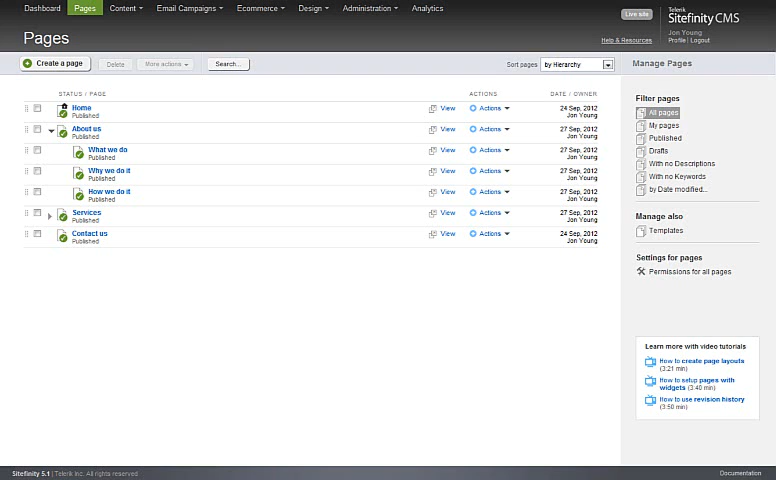 Dashboard Pages Content Email Campaigns Ecommerce Design Administration Analytics
Live site
Telerik
Sitefinity CMS
Pages
Jon Young
Help & Resources
Profile | Logout
Create a page Delete More actions Search... Sort pages by Hierarchy Manage Pages
STATUS / PAGE ACTIONS DATE / OWNER
Home View Actions 24 Sep, 2012
Published Jon Young
About us View Actions 27 Sep, 2012
Published Jon Young
What we do View Actions 27 Sep, 2012
Published Jon Young
Why we do it View Actions 27 Sep, 2012
Published Jon Young
How we do it View Actions 27 Sep, 2012
Published Jon Young
Services View Actions 27 Sep, 2012
Published Jon Young
Contact us View Actions 24 Sep, 2012
Published Jon Young
Filter pages
All pages
My pages
Published
Drafts
With no Descriptions
With no Keywords
by Date modified...
Manage also
Templates
Settings for pages
Permissions for all pages
Learn more with video tutorials
How to create page layouts
(3:21 min)
How to setup pages with
widgets (3:40 min)
How to use revision history
(3:50 min)
Sitefinity 5.1 | Telerik Inc. All rights reserved Documentation